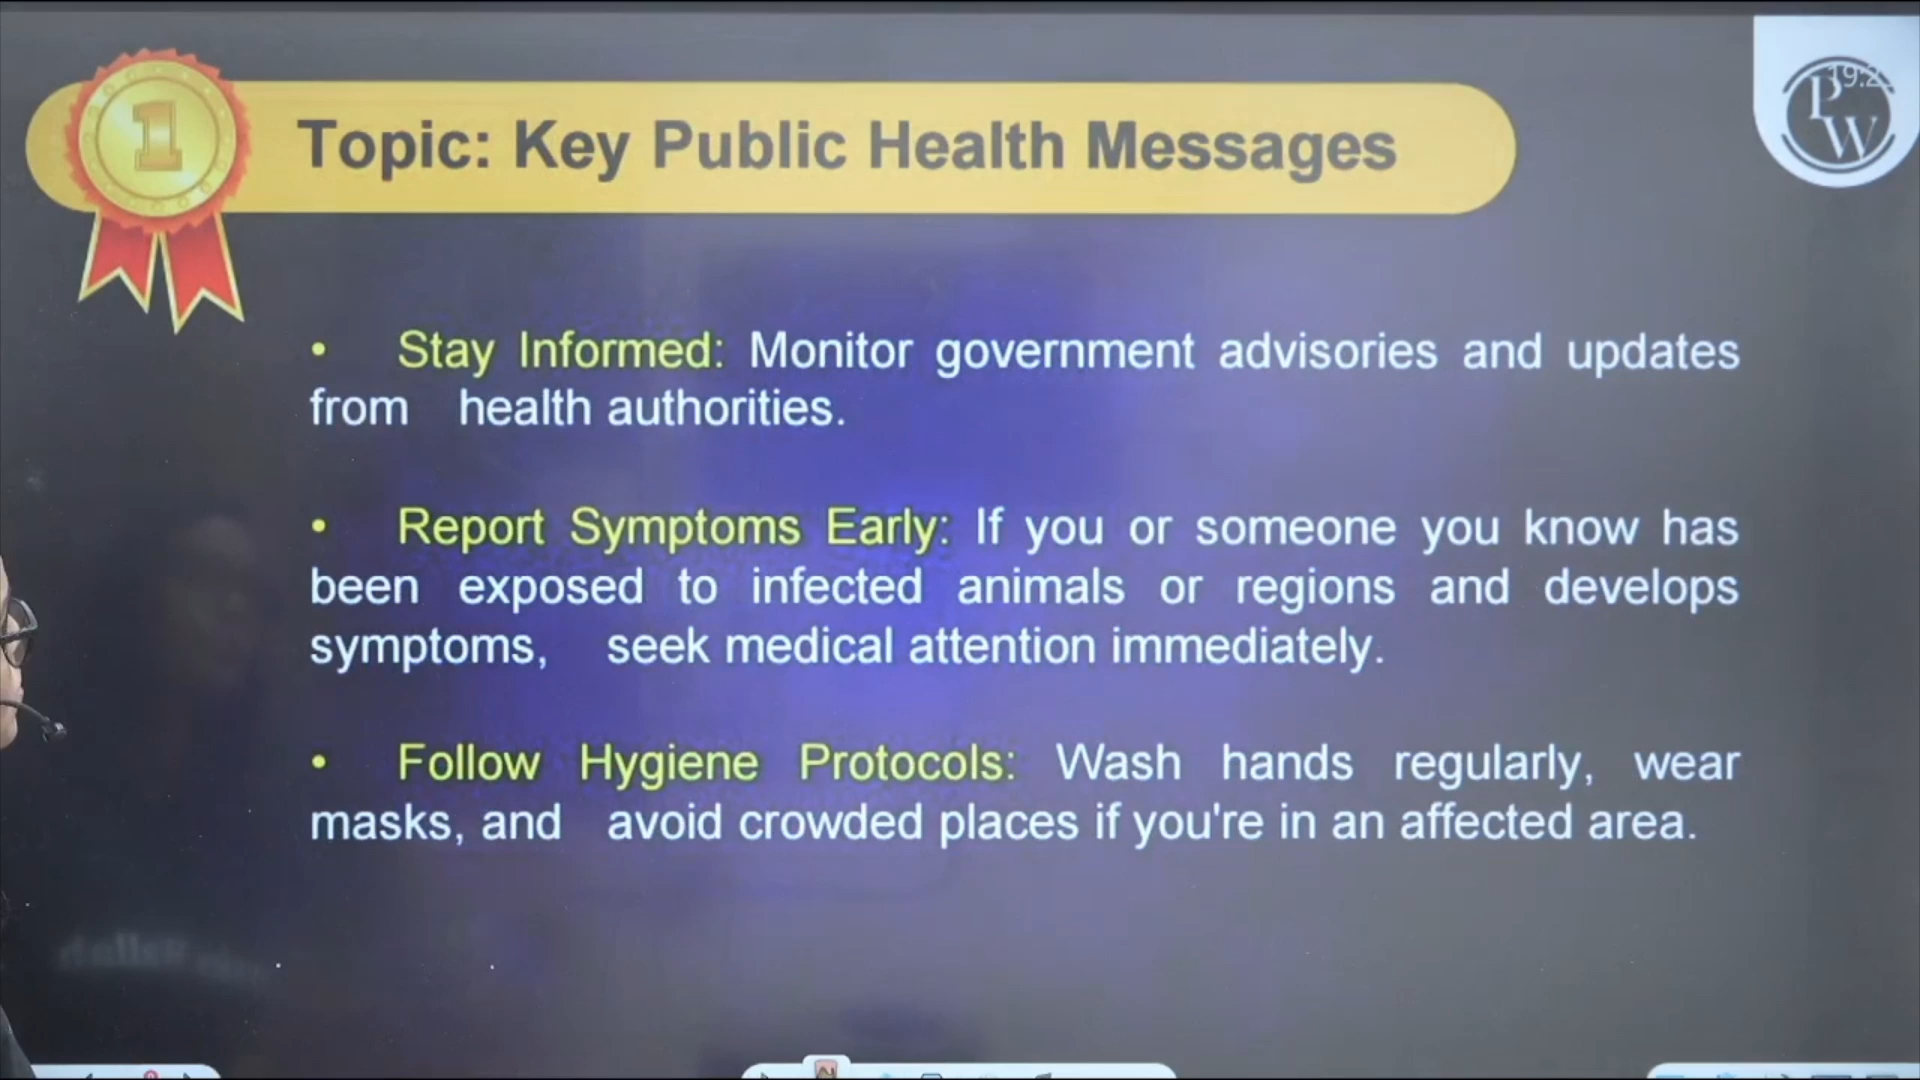 1
Topic: Key Public Health Messages
PW
• Stay Informed: Monitor government advisories and updates
from health authorities.
• Report Symptoms Early: If you or someone you know has
been exposed to infected animals or regions and develops
symptoms, seek medical attention immediately.
• Follow Hygiene Protocols: Wash hands regularly, wear
masks, and avoid crowded places if you're in an affected area.